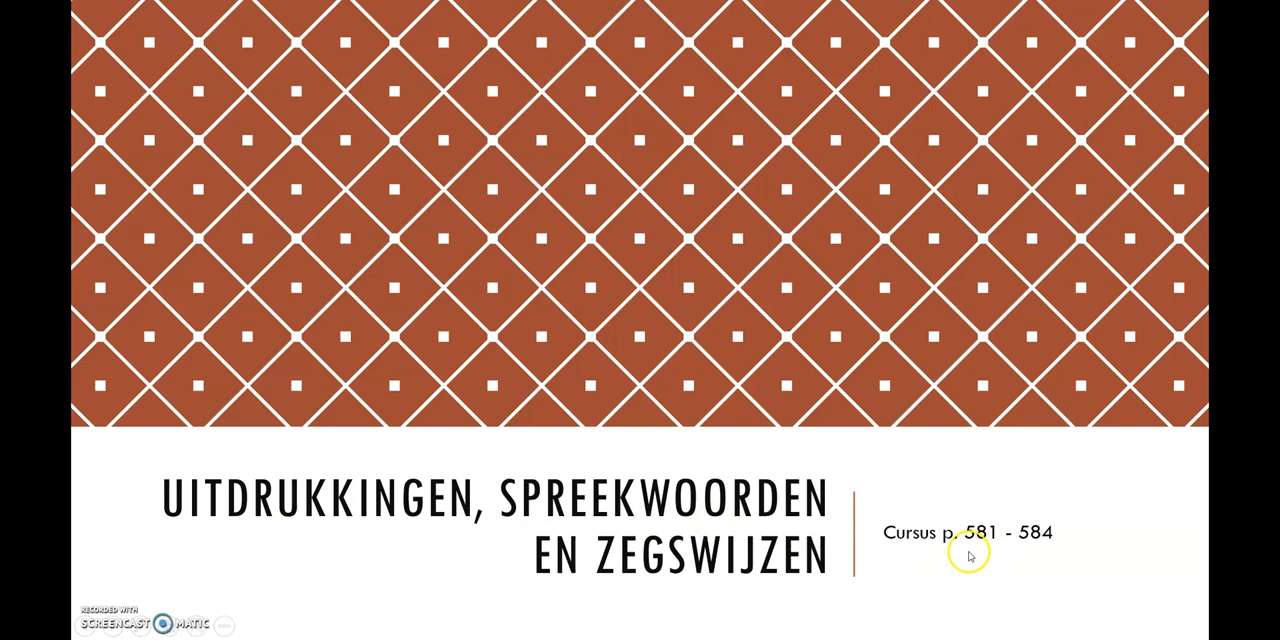 UITDRUKKINGEN, SPREEKWOORDEN
EN ZEGSWIJZEN
Cursus p. 581 - 584
RECORDED WITH
SCREENCAST MATIC